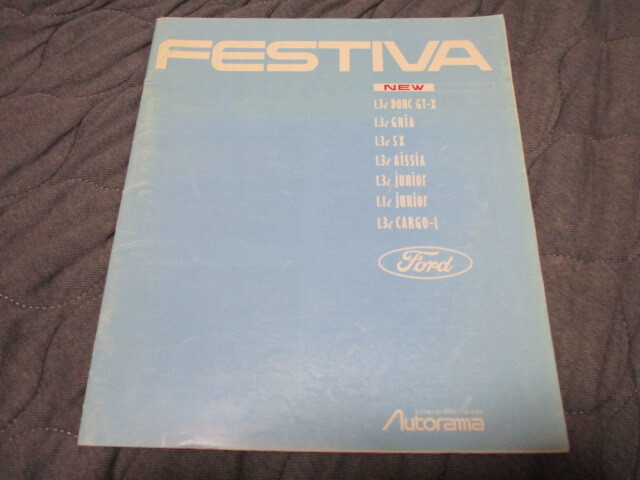 FESTIVA
NEW
1.3ℓ DOHC GT-X
1.3ℓ GHiA
1.3ℓ SX
1.3ℓ AiSSiA
1.3ℓ junior
1.1ℓ junior
1.3ℓ CARGO-L
Ford
Autorama